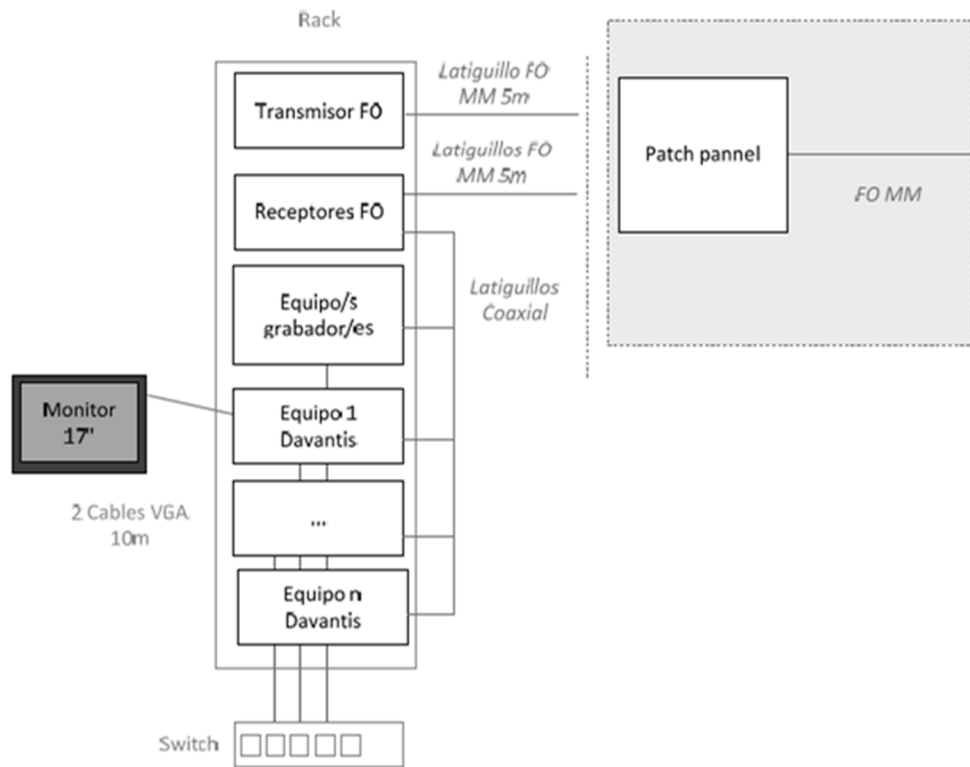 Rack
Latiguillo FO
MM 5m
Transmisor FO
Patch pannel
Latiguillos FO
MM 5m
FO MM
Receptores FO
Latiguillos
Coaxial
Equipo/s
grabador/es
Monitor
17'
Equipo 1
Davantis
2 Cables VGA
10m
...
Equipo n
Davantis
Switch